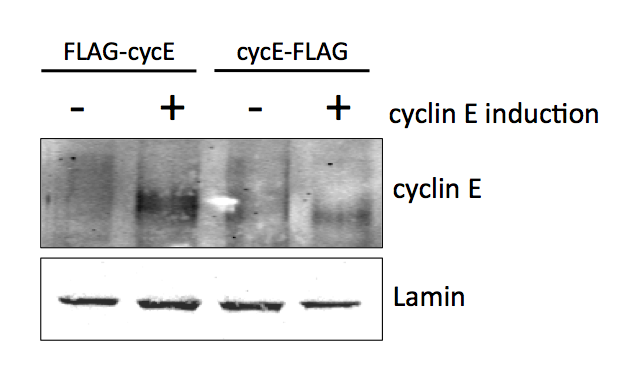 FLAG-cycE cycE-FLAG
- + - + cyclin E induction
cyclin E
Lamin